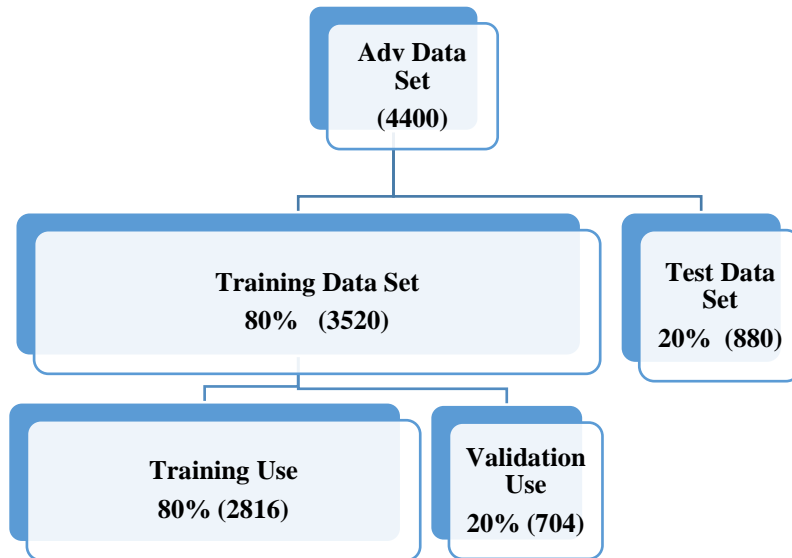 Adv Data
Set
(4400)
Training Data Set
80% (3520)
Test Data
Set
20% (880)
Training Use
80% (2816)
Validation
Use
20% (704)